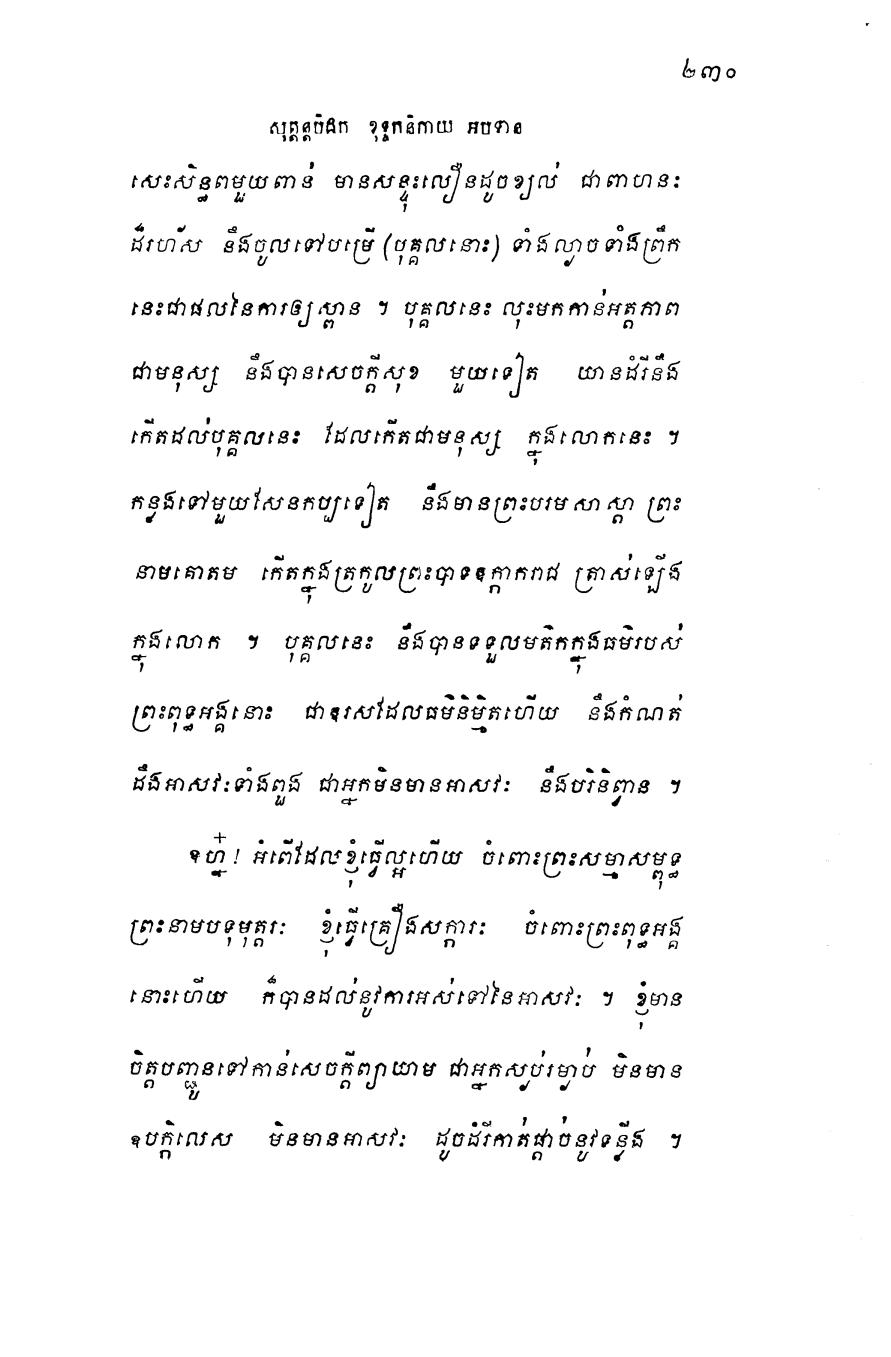 ២៣០
សុត្តន្តបិដក ខុទ្ទកនិកាយ អបទាន
សេះសិន្ធពមួយពាន់ មានសន្ទុះលឿនដូចខ្យល់ ជាពាហនៈ
ដ៏រហ័ស នឹងចូលទៅបម្រើ (បុគ្គលនោះ) ទាំងល្ងាចទាំងព្រឹក
នេះជាផលនៃការឲ្យស្ពាន ។ បុគ្គលនេះ លុះមកកាន់អត្តភាព
ជាមនុស្ស នឹងបានសេចក្តីសុខ មួយទៀត យានដំរីនឹង
កើតដល់បុគ្គលនេះ ដែលកើតជាមនុស្ស ក្នុងលោកនេះ ។
កន្លងទៅមួយសែនកប្បទៀត នឹងមានព្រះបរមសាស្តា ព្រះ
នាមគោតម កើតក្នុងត្រកូលព្រះបាទឧក្កាករាជ ត្រាស់ឡើង
ក្នុងលោក ។ បុគ្គលនេះ នឹងបានទទួលមតិកក្នុងធម៌របស់
ព្រះពុទ្ធអង្គនោះ ជាឱរសដែលធម៌និម្មិតហើយ នឹងកំណត់
ដឹងអាសវៈទាំងពួង ជាអ្នកមិនមានអាសវៈ នឹងបរិនិព្វាន ។
ឱហ្ន៎! អំពើដែលខ្ញុំធ្វើល្អហើយ ចំពោះព្រះសម្មាសម្ពុទ្ធ
ព្រះនាមបទុមុត្តរៈ ខ្ញុំធ្វើគ្រឿងសក្ការៈ ចំពោះព្រះពុទ្ធអង្គ
នោះហើយ ក៏បានដល់នូវការអស់ទៅនៃអាសវៈ ។ ខ្ញុំមាន
ចិត្តបញ្ជូនទៅកាន់សេចក្តីព្យាយាម ជាអ្នកស្ងប់រម្ងាប់ មិនមាន
ឧបក្តិលេស មិនមានអាសវៈ ដូចដំរីកាត់ផ្តាច់នូវទន្លីង ។